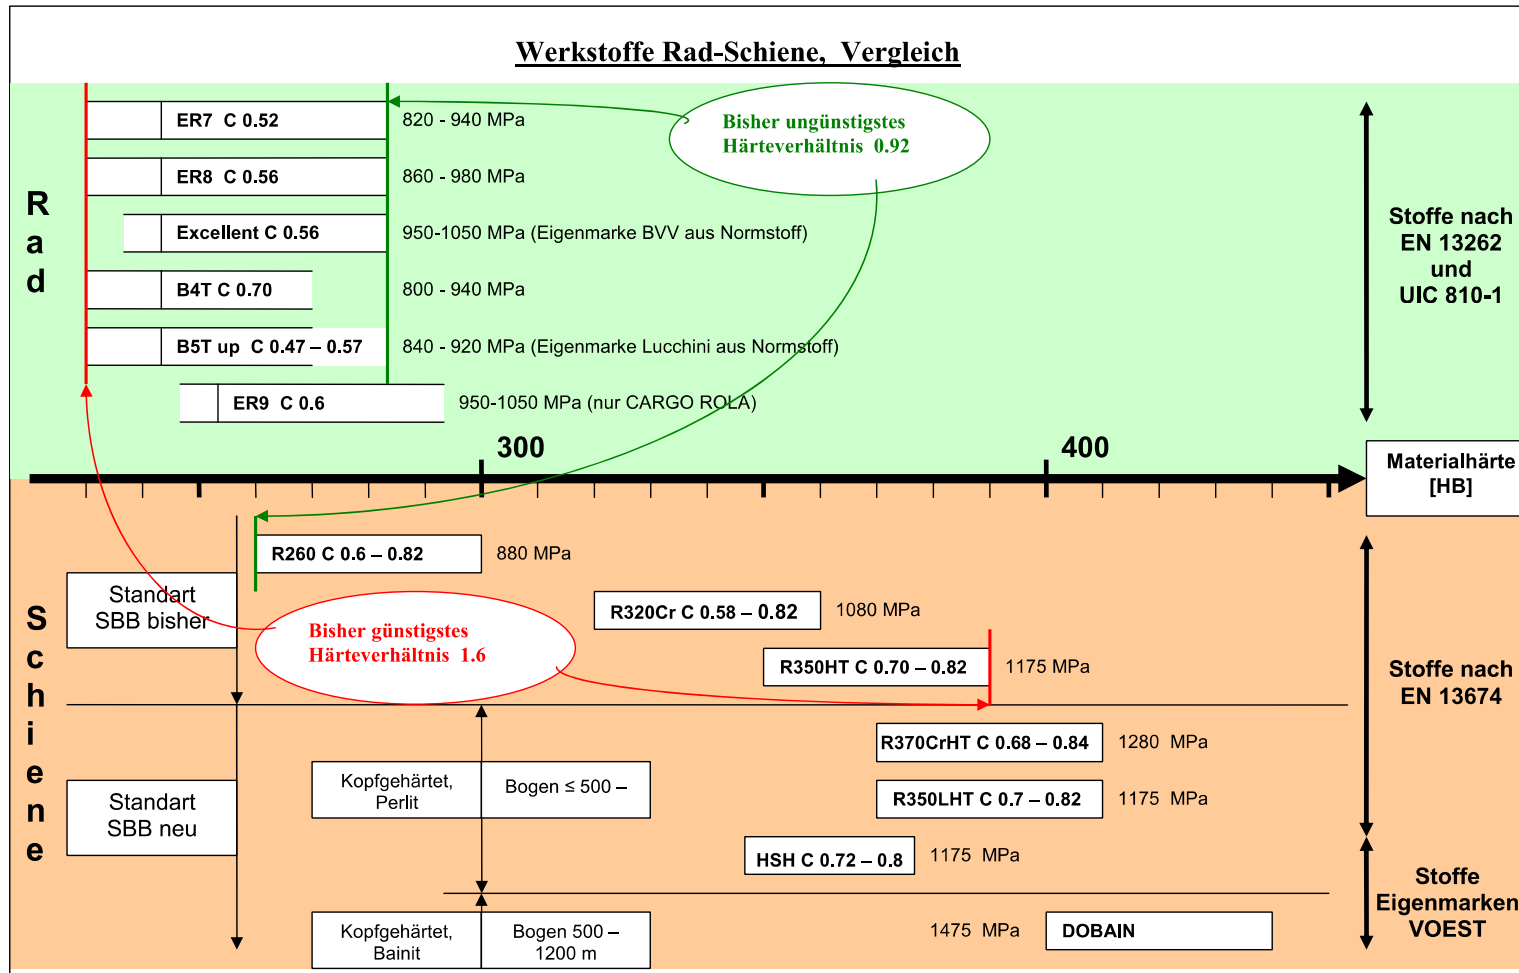 Werkstoffe Rad-Schiene, Vergleich
Rad
ER7 C 0.52
820 - 940 MPa
ER8 C 0.56
860 - 980 MPa
Excellent C 0.56
950-1050 MPa (Eigenmarke BVV aus Normstoff)
B4T C 0.70
800 - 940 MPa
B5T up C 0.47 – 0.57
840 - 920 MPa (Eigenmarke Lucchini aus Normstoff)
ER9 C 0.6
950-1050 MPa (nur CARGO ROLA)
Bisher ungünstigstes
Härteverhältnis 0.92
Stoffe nach
EN 13262
und
UIC 810-1
300
400
Materialhärte
[HB]
Schiene
Standart
SBB bisher
R260 C 0.6 – 0.82
880 MPa
R320Cr C 0.58 – 0.82
1080 MPa
Bisher günstigstes
Härteverhältnis 1.6
R350HT C 0.70 – 0.82
1175 MPa
Stoffe nach
EN 13674
R370CrHT C 0.68 – 0.84
1280 MPa
Standart
SBB neu
Kopfgehärtet,
Perlit
Bogen ≤ 500 –
R350LHT C 0.7 – 0.82
1175 MPa
HSH C 0.72 – 0.8
1175 MPa
Kopfgehärtet,
Bainit
Bogen 500 –
1200 m
1475 MPa
DOBAIN
Stoffe
Eigenmarken
VOEST